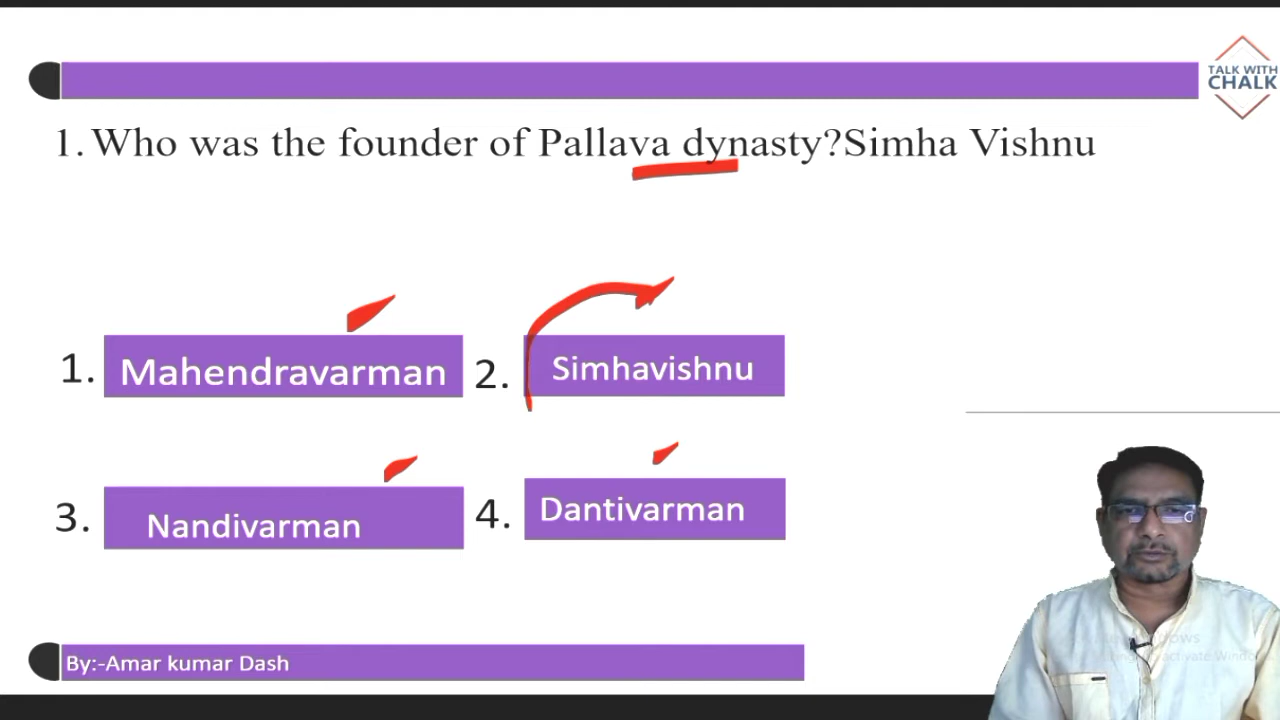 TALK WITH
CHALK
1. Who was the founder of Pallava dynasty?Simha Vishnu
1. Mahendravarman 2. Simhavishnu
3. Nandivarman 4. Dantivarman
By:-Amar kumar Dash